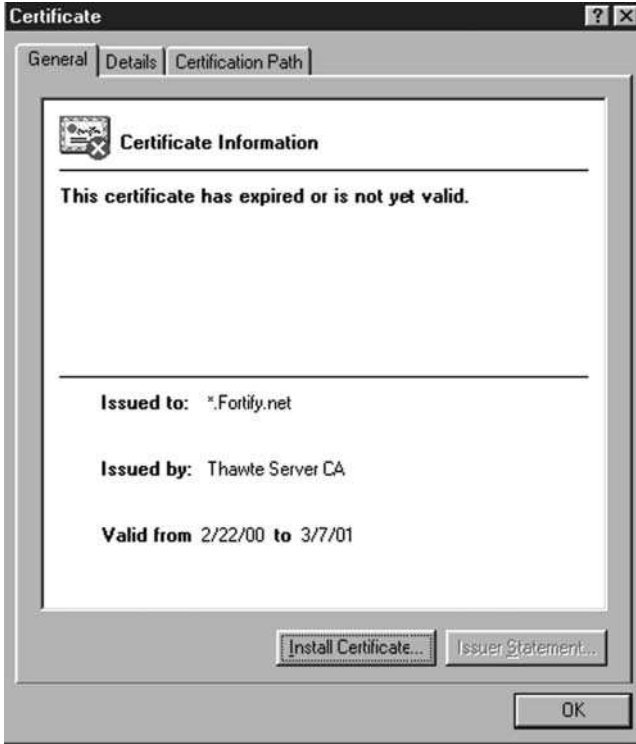 Certificate
General Details Certification Path
Certificate Information
This certificate has expired or is not yet valid.
Issued to: *.Fortify.net
Issued by: Thawte Server CA
Valid from 2/22/00 to 3/7/01
Install Certificate... Issuer Statement...
OK